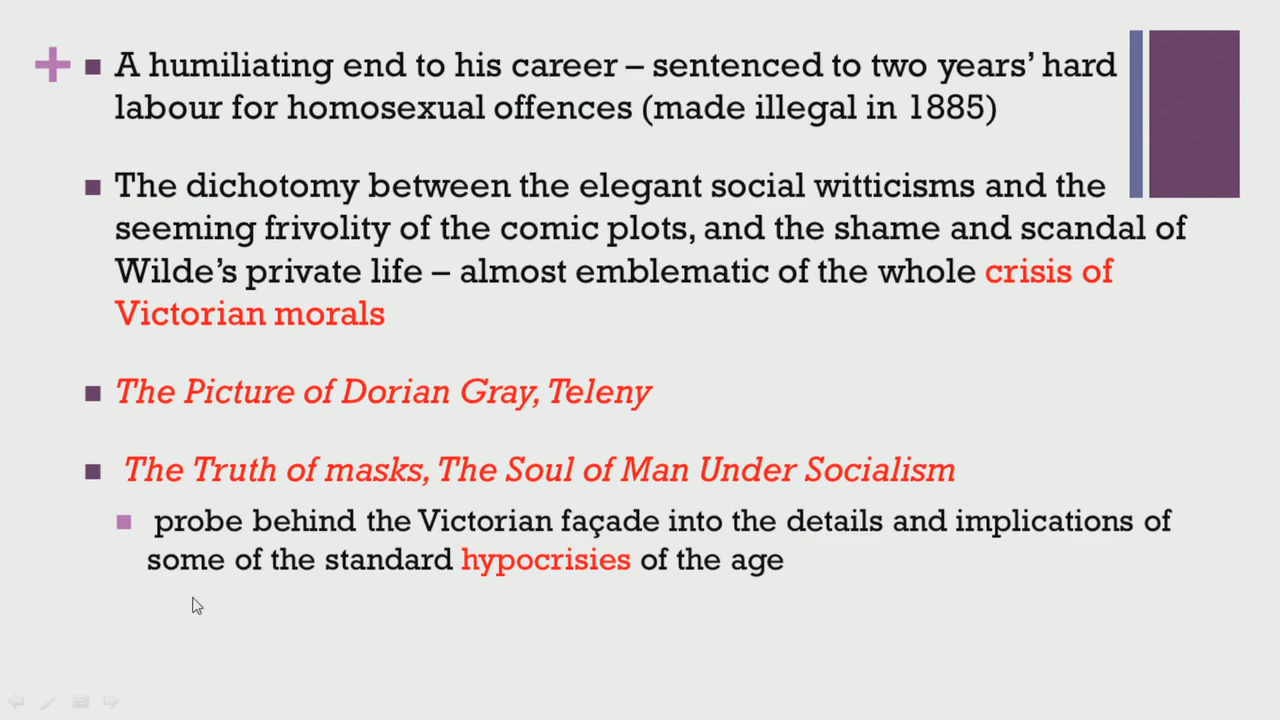 A humiliating end to his career – sentenced to two years’ hard
labour for homosexual offences (made illegal in 1885)
The dichotomy between the elegant social witticisms and the
seeming frivolity of the comic plots, and the shame and scandal of
Wilde’s private life – almost emblematic of the whole crisis of
Victorian morals
The Picture of Dorian Gray, Teleny
The Truth of masks, The Soul of Man Under Socialism
probe behind the Victorian façade into the details and implications of
some of the standard hypocrisies of the age